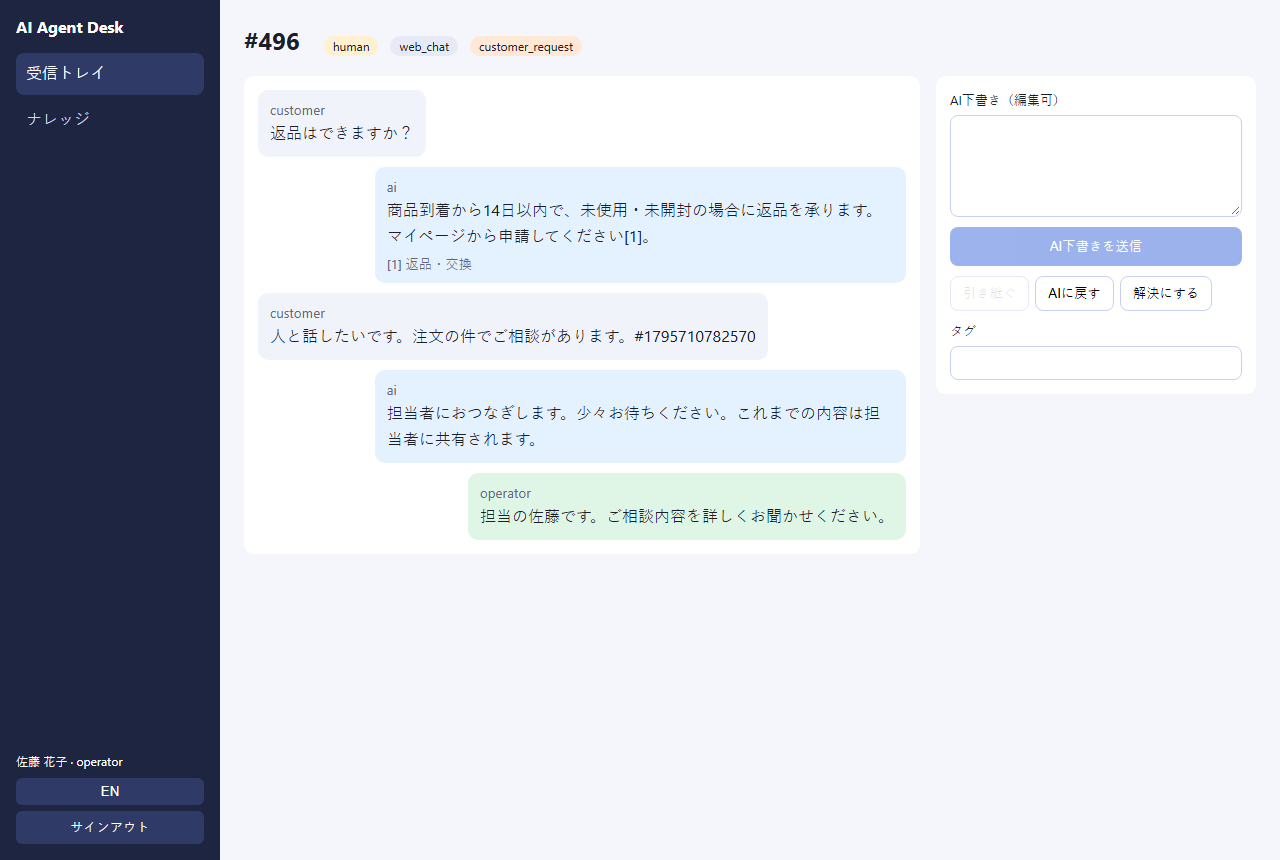 AI Agent Desk
受信トレイ
ナレッジ
佐藤 花子 · operator
EN
サインアウト
#496
human
web_chat
customer_request
customer
返品はできますか？
ai
商品到着から14日以内で、未使用・未開封の場合に返品を承ります。
マイページから申請してください[1]。
[1] 返品・交換
customer
人と話したいです。注文の件でご相談があります。#1795710782570
ai
担当者におつなぎします。少々お待ちください。これまでの内容は担
当者に共有されます。
operator
担当の佐藤です。ご相談内容を詳しくお聞かせください。
AI下書き（編集可）
AI下書きを送信
引き継ぐ
AIに戻す
解決にする
タグ